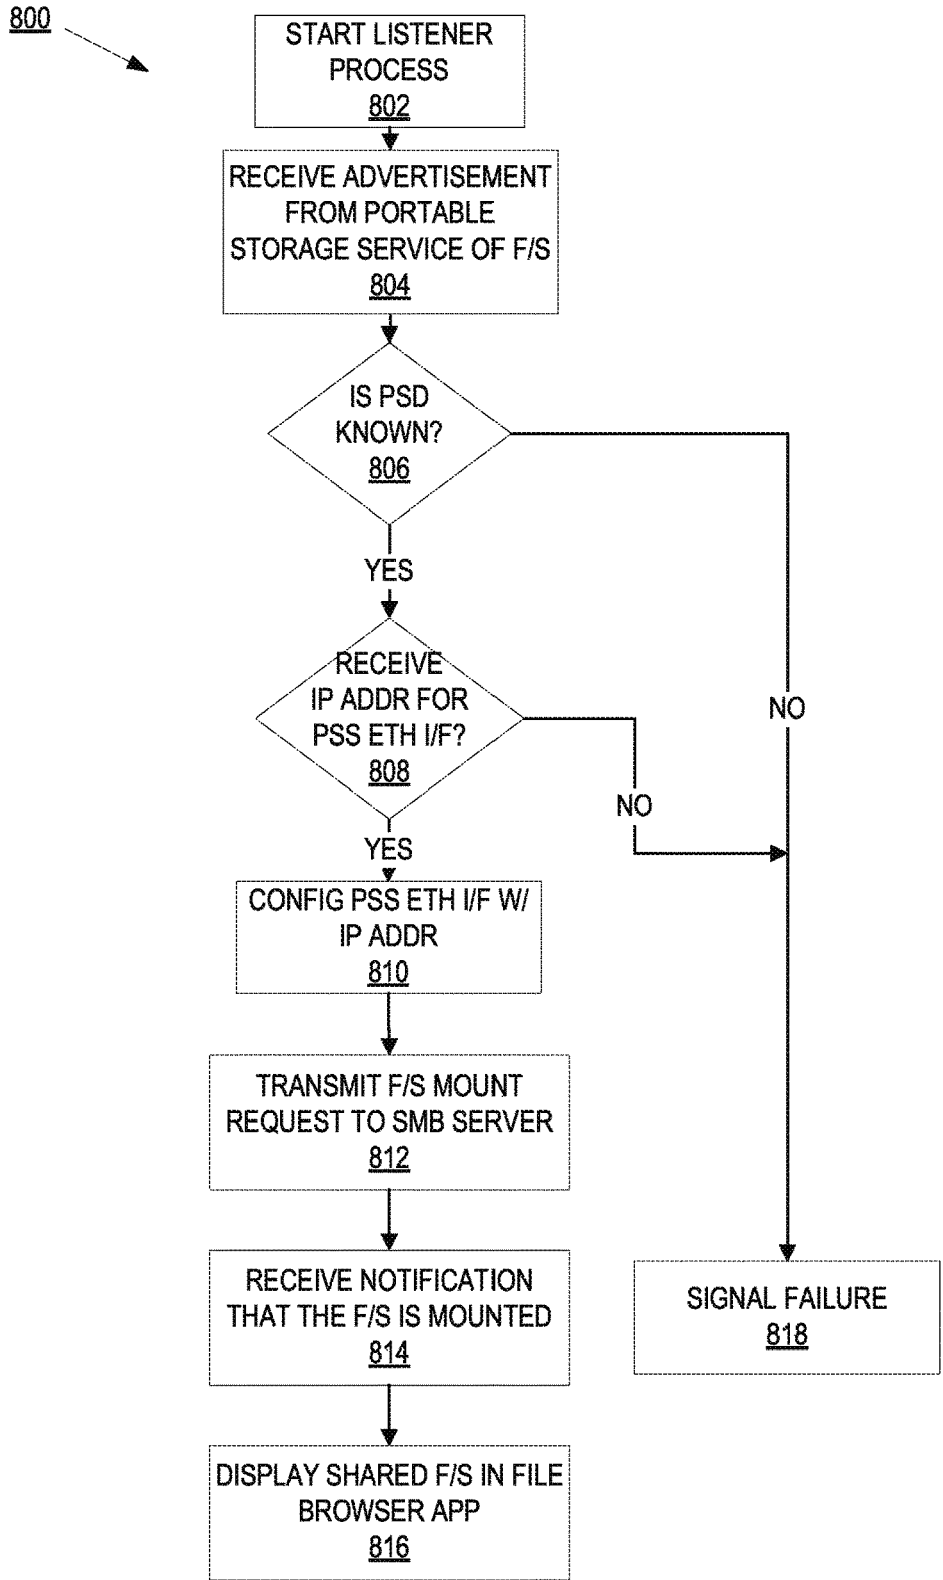 800
START LISTENER
PROCESS
802
RECEIVE ADVERTISEMENT
FROM PORTABLE
STORAGE SERVICE OF F/S
804
IS PSD
KNOWN?
806
YES
RECEIVE
IP ADDR FOR
PSS ETH I/F?
808
NO
NO
YES
CONFIG PSS ETH I/F W/
IP ADDR
810
TRANSMIT F/S MOUNT
REQUEST TO SMB SERVER
812
RECEIVE NOTIFICATION
THAT THE F/S IS MOUNTED
814
SIGNAL FAILURE
818
DISPLAY SHARED F/S IN FILE
BROWSER APP
816